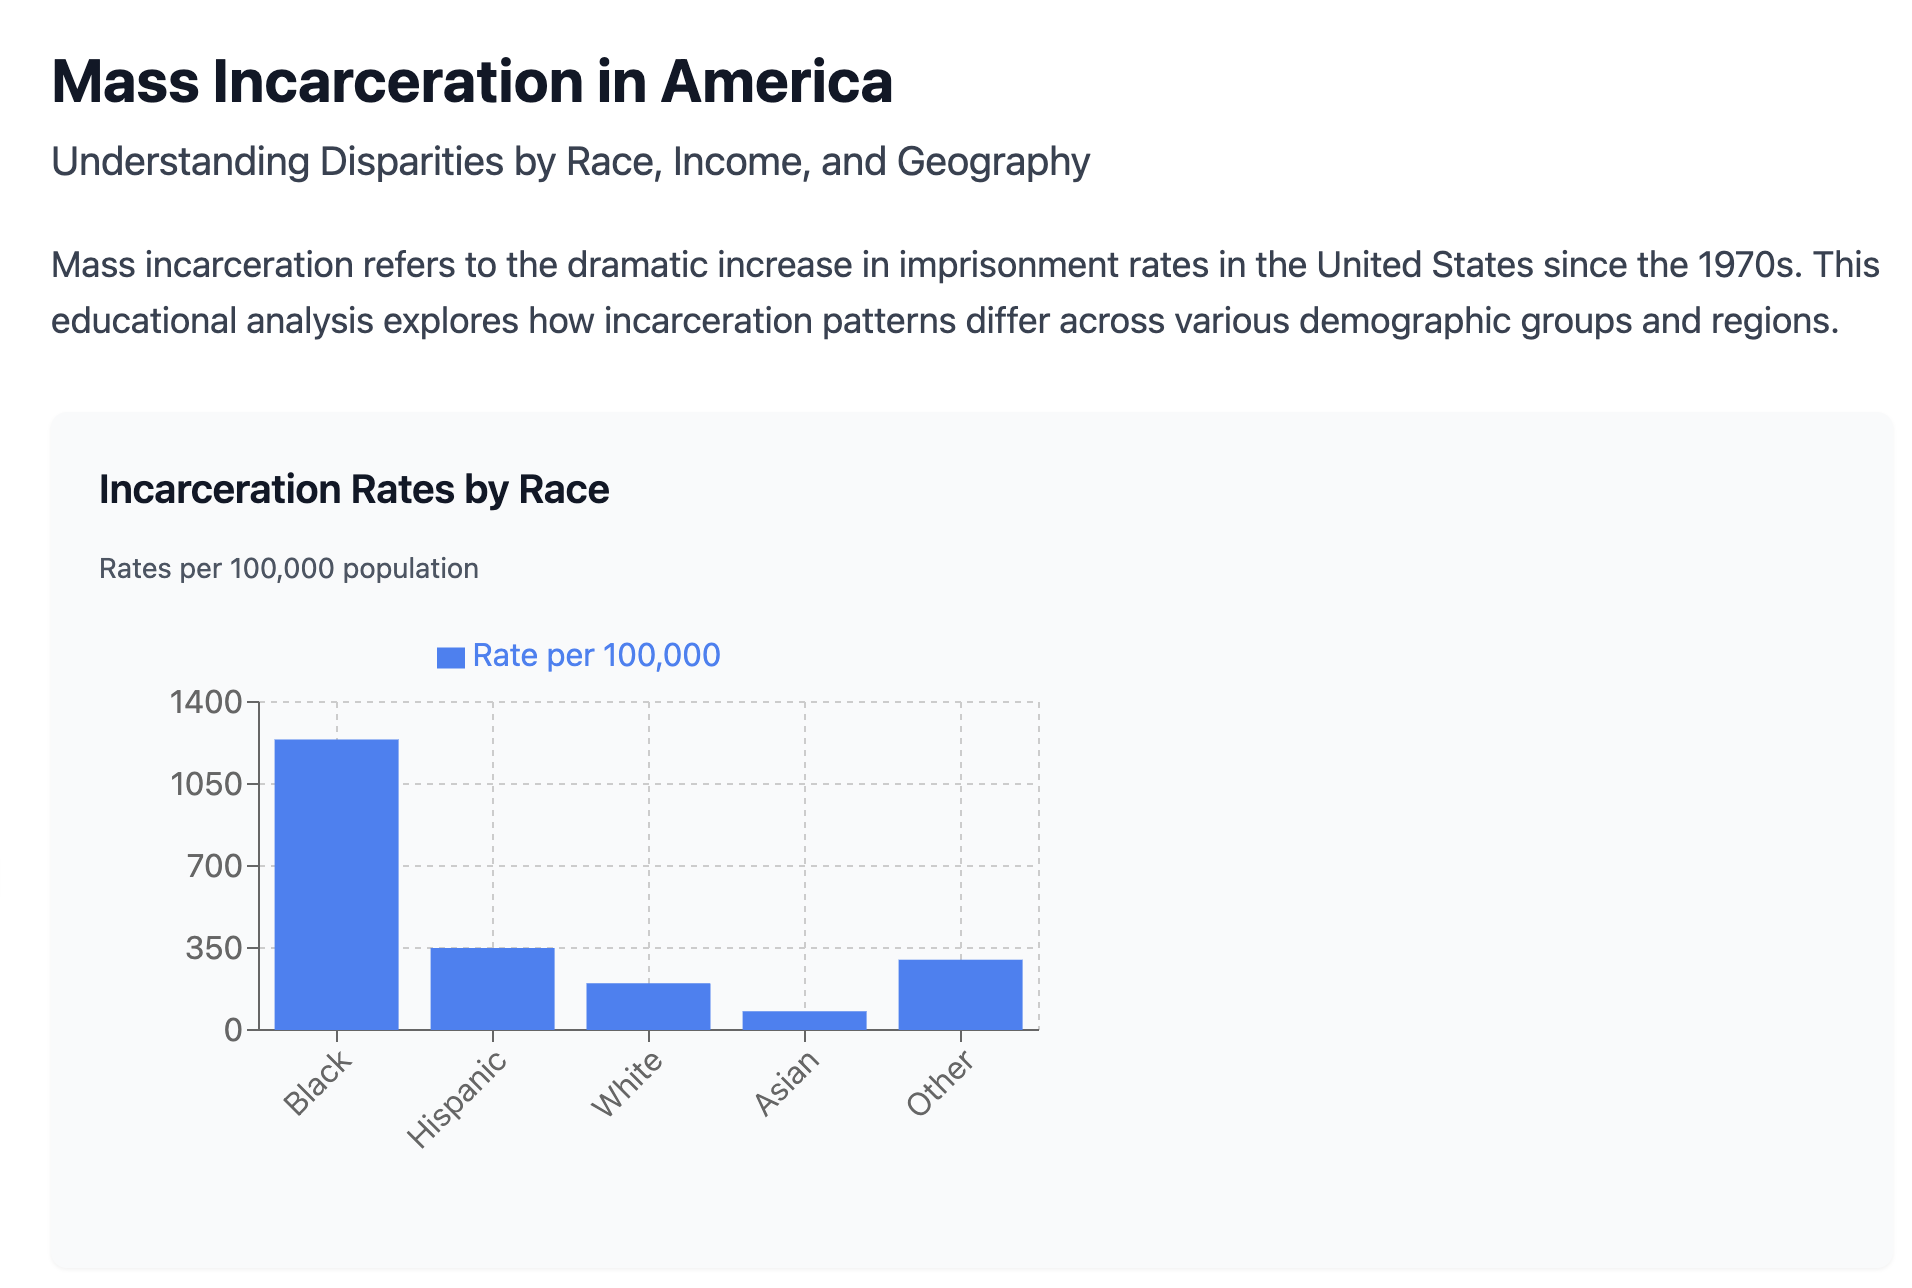 Mass Incarceration in America
Understanding Disparities by Race, Income, and Geography
Mass incarceration refers to the dramatic increase in imprisonment rates in the United States since the 1970s. This
educational analysis explores how incarceration patterns differ across various demographic groups and regions.
Incarceration Rates by Race
Rates per 100,000 population
Rate per 100,000
1400
1050
700
350
0
Black
Hispanic
White
Asian
Other